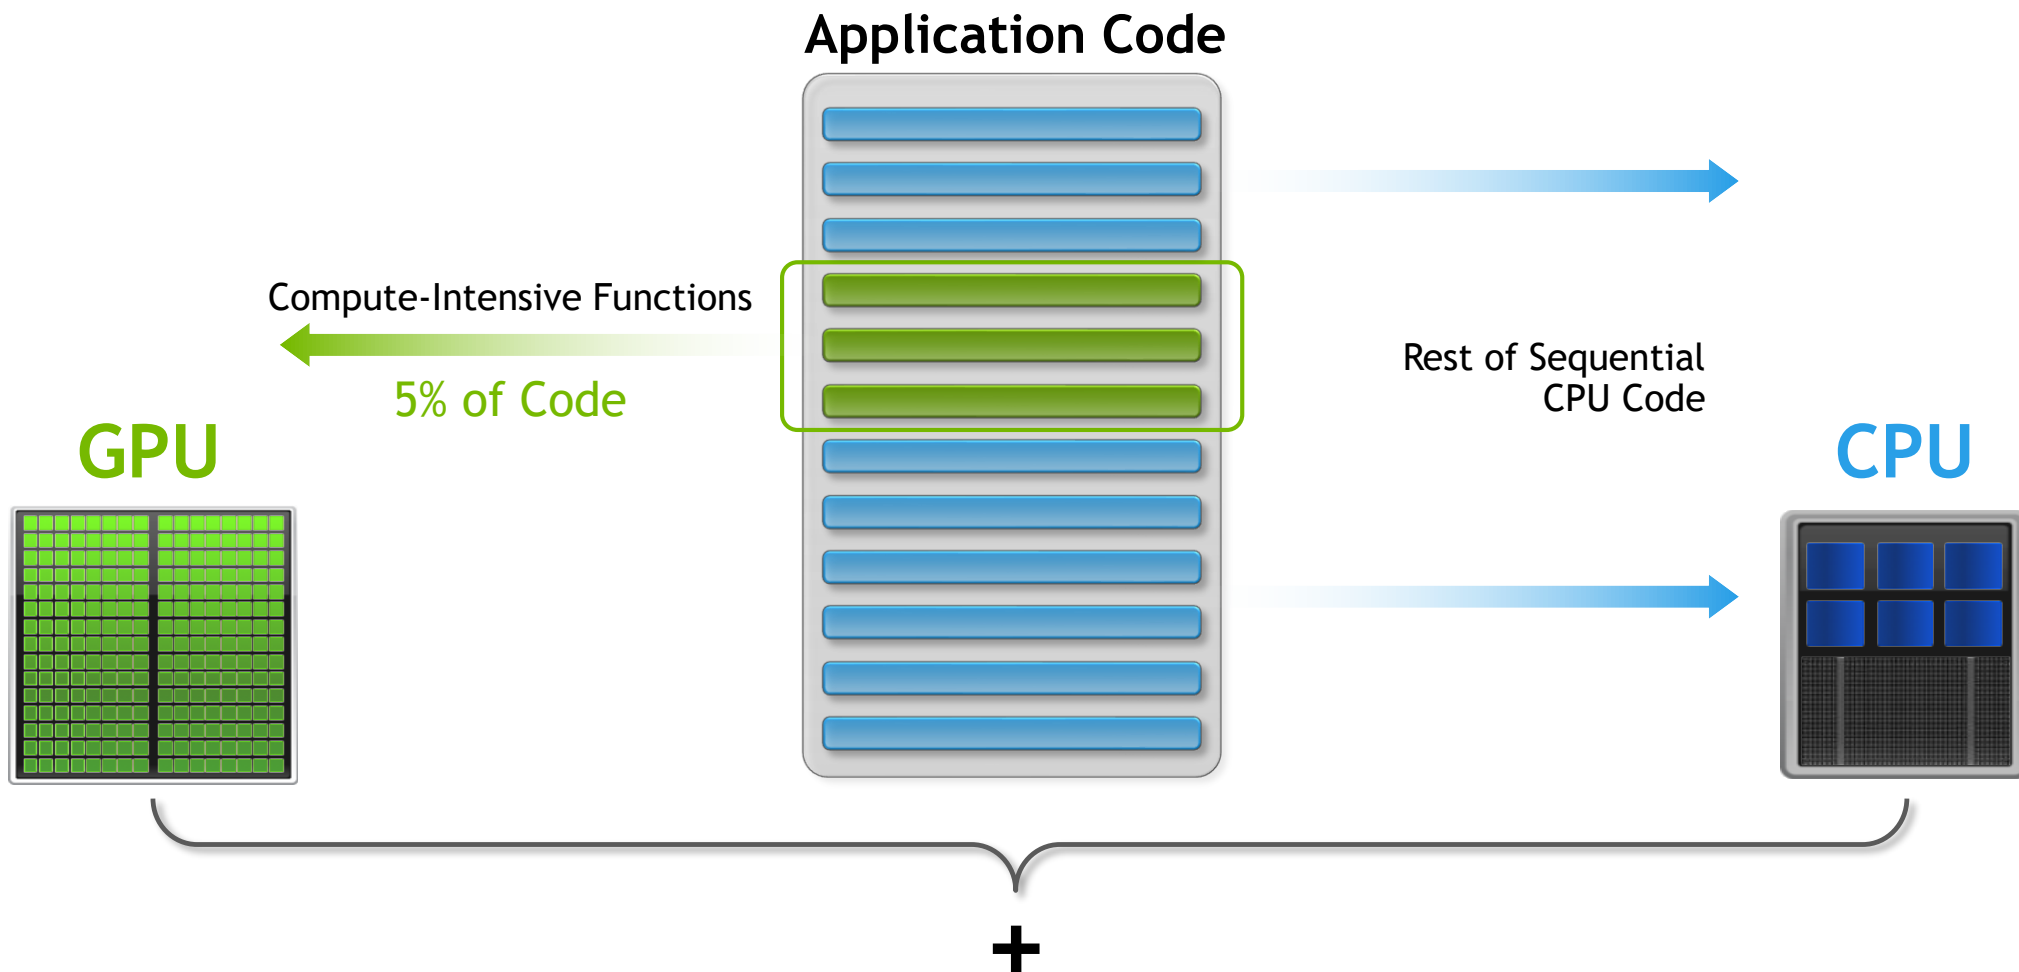 Application Code
Compute-Intensive Functions
5% of Code
Rest of Sequential
CPU Code
GPU
CPU
+